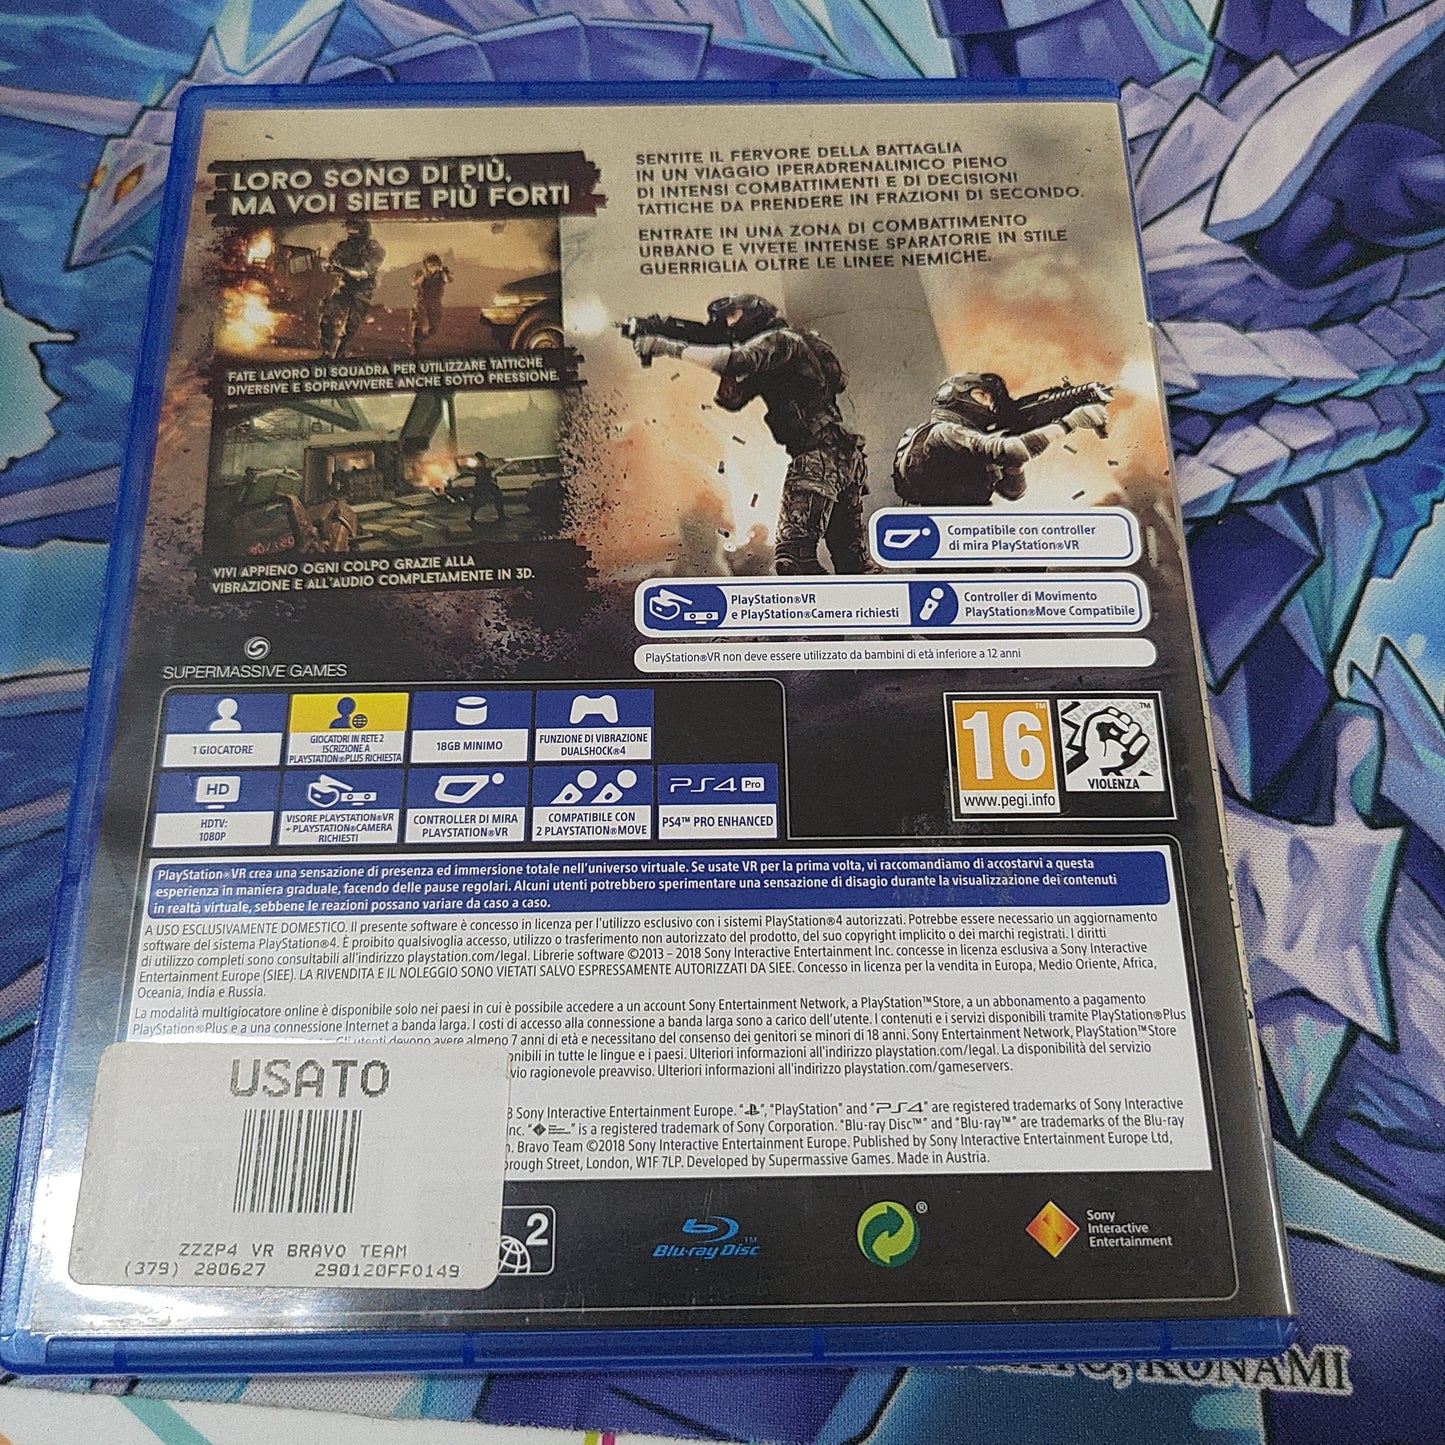 LORO SONO DI PIÙ,
MA VOI SIETE PIÙ FORTI
SENTITE IL FERVORE DELLA BATTAGLIA
IN UN VIAGGIO IPERADRENALINICO PIENO
DI INTENSI COMBATTIMENTI E DI DECISIONI
TATTICHE DA PRENDERE IN FRAZIONI DI SECONDO.
ENTRATE IN UNA ZONA DI COMBATTIMENTO
URBANO E VIVETE INTENSE SPARATORIE IN STILE
GUERRIGLIA OLTRE LE LINEE NEMICHE.
FATE LAVORO DI SQUADRA PER UTILIZZARE TATTICHE
DIVERSIVE E SOPRAVVIVERE ANCHE SOTTO PRESSIONE.
VIVI APPIENO OGNI COLPO GRAZIE ALLA
VIBRAZIONE E ALL'AUDIO COMPLETAMENTE IN 3D.
Compatibile con controller
di mira PlayStation®VR
PlayStation®VR
e PlayStation®Camera richiesti
Controller di Movimento
PlayStation®Move Compatibile
PlayStation®VR non deve essere utilizzato da bambini di età inferiore a 12 anni
SUPERMASSIVE GAMES
1 GIOCATORE
GIOCATORI IN RETE 2
ISCRIZIONE A
PLAYSTATION®PLUS RICHIESTA
18GB MINIMO
FUNZIONE DI VIBRAZIONE
DUALSHOCK®4
HD
HDTV:
1080P
VISORE PLAYSTATION®VR
+ PLAYSTATION®CAMERA
RICHIESTI
CONTROLLER DI MIRA
PLAYSTATION®VR
COMPATIBILE CON
2 PLAYSTATION®MOVE
PS4 Pro
PS4™ PRO ENHANCED
16
www.pegi.info
™
VIOLENZA
PlayStation®VR crea una sensazione di presenza ed immersione totale nell'universo virtuale. Se usate VR per la prima volta, vi raccomandiamo di accostarvi a questa
esperienza in maniera graduale, facendo delle pause regolari. Alcuni utenti potrebbero sperimentare una sensazione di disagio durante la visualizzazione dei contenuti
in realtà virtuale, sebbene le reazioni possano variare da caso a caso.
A USO ESCLUSIVAMENTE DOMESTICO. Il presente software è concesso in licenza per l'utilizzo esclusivo con i sistemi PlayStation®4 autorizzati. Potrebbe essere necessario un aggiornamento
software del sistema PlayStation®4. È proibito qualsivoglia accesso, utilizzo o trasferimento non autorizzato del prodotto, del suo copyright implicito o dei marchi registrati. I diritti
di utilizzo completi sono consultabili all'indirizzo playstation.com/legal. Librerie software ©2013 - 2018 Sony Interactive Entertainment Inc. concesse in licenza esclusiva a Sony Interactive
Entertainment Europe (SIEE). LA RIVENDITA E IL NOLEGGIO SONO VIETATI SALVO ESPRESSAMENTE AUTORIZZATI DA SIEE. Concesso in licenza per la vendita in Europa, Medio Oriente, Africa,
Oceania, India e Russia.
La modalità multigiocatore online è disponibile solo nei paesi in cui è possibile accedere a un account Sony Entertainment Network, a PlayStation™Store, a un abbonamento a pagamento
PlayStation®Plus e a una connessione Internet a banda larga. I costi di accesso alla connessione a banda larga sono a carico dell'utente. I contenuti e i servizi disponibili tramite PlayStation®Plus
Gli utenti devono avere almeno 7 anni di età e necessitano del consenso dei genitori se minori di 18 anni. Sony Entertainment Network, PlayStation™Store
onibili in tutte le lingue e i paesi. Ulteriori informazioni all'indirizzo playstation.com/legal. La disponibilità del servizio
vio ragionevole preavviso. Ulteriori informazioni all'indirizzo playstation.com/gameservers.
8 Sony Interactive Entertainment Europe. "", "PlayStation" and "PS4" are registered trademarks of Sony Interactive
Inc. "" is a registered trademark of Sony Corporation. "Blu-ray Disc™" and "Blu-ray™" are trademarks of the Blu-ray
n. Bravo Team ©2018 Sony Interactive Entertainment Europe. Published by Sony Interactive Entertainment Europe Ltd,
orough Street, London, W1F 7LP. Developed by Supermassive Games. Made in Austria.
USATO
ZZZP4 VR BRAVO TEAM
(379) 280627 290120FF0149
2
Blu-ray Disc™
®
Sony
Interactive
Entertainment
KONAMI